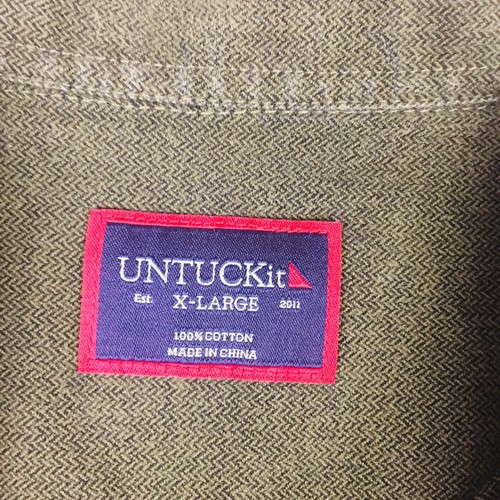 UNTUCKit
Est. X-LARGE 2011
100% COTTON
MADE IN CHINA